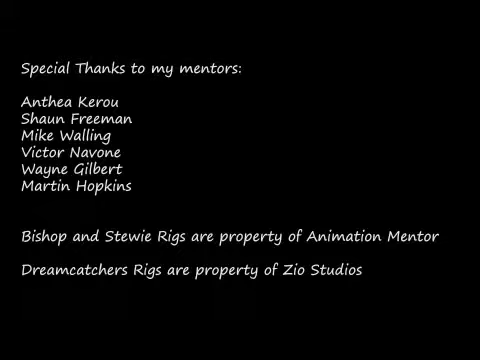 Special Thanks to my mentors:
Anthea Kerou
Shaun Freeman
Mike Walling
Victor Navone
Wayne Gilbert
Martin Hopkins
Bishop and Stewie Rigs are property of Animation Mentor
Dreamcatchers Rigs are property of Zio Studios